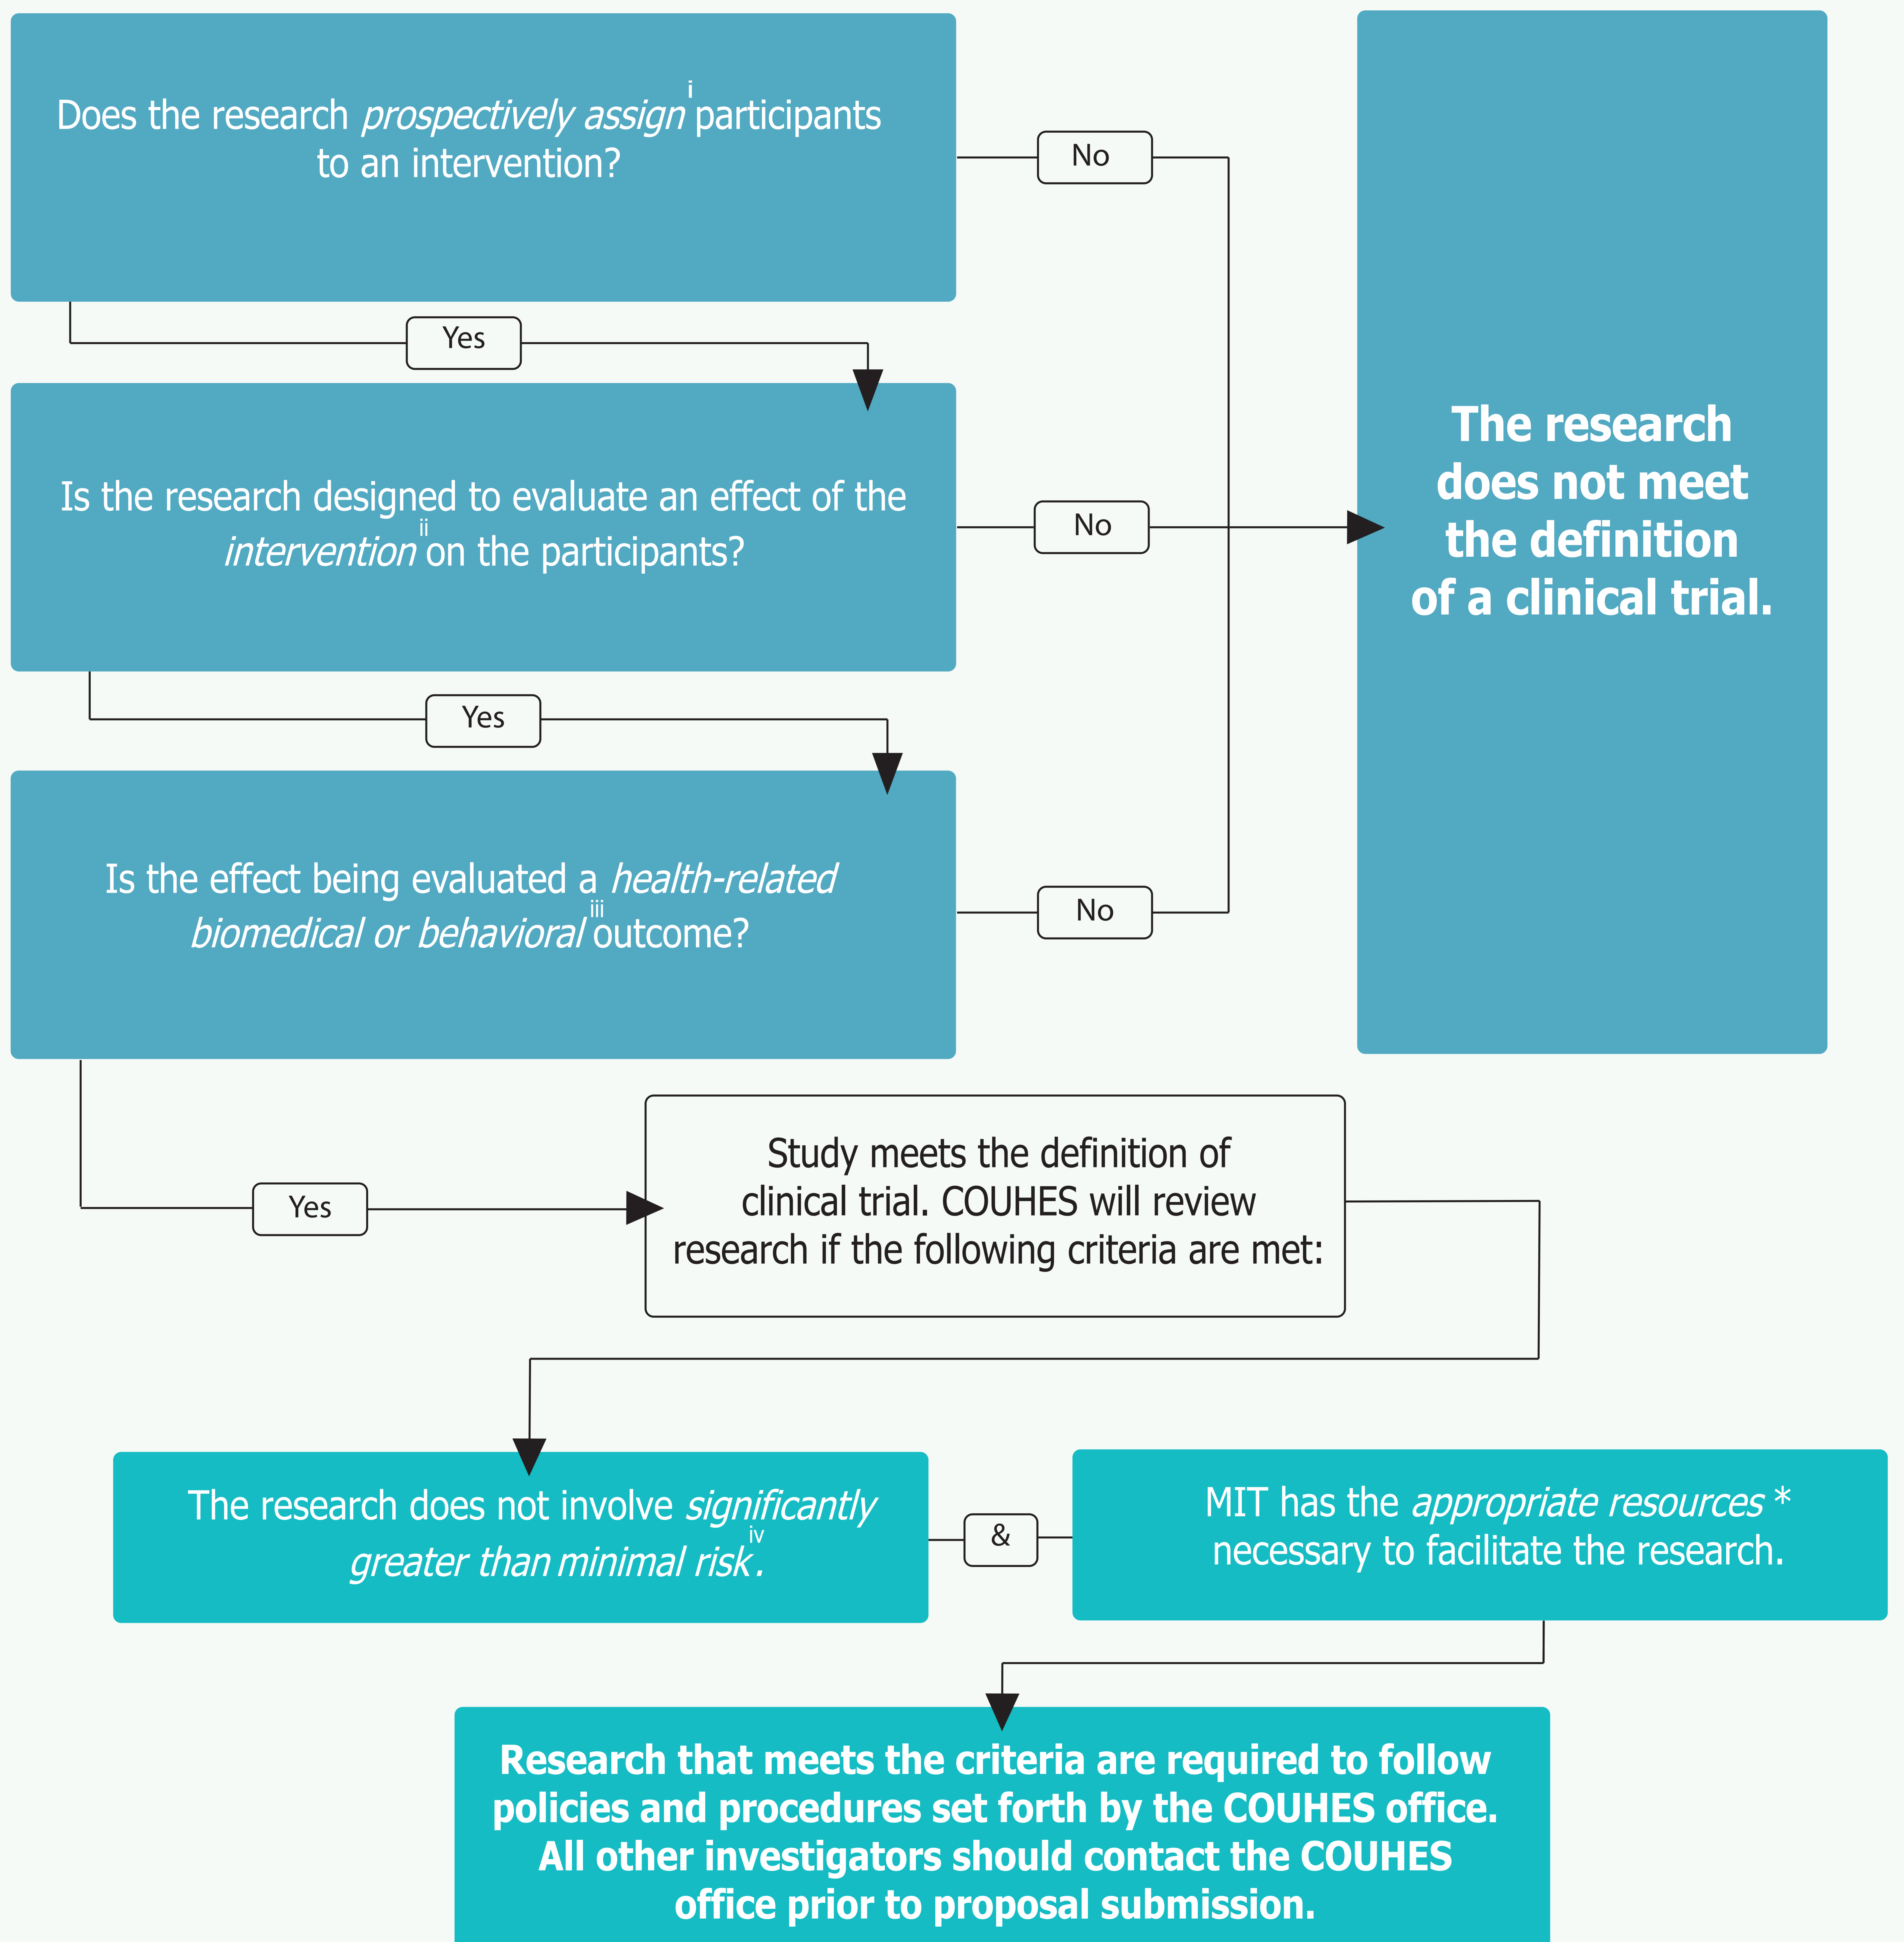 Does the research prospectively assign i participants
to an intervention?
No
Yes
Is the research designed to evaluate an effect of the
intervention ii on the participants?
No
The research
does not meet
the definition
of a clinical trial.
Yes
Is the effect being evaluated a health-related
biomedical or behavioral iii outcome?
No
Yes
Study meets the definition of
clinical trial. COUHES will review
research if the following criteria are met:
The research does not involve significantly
greater than minimal risk iv.
&
MIT has the appropriate resources *
necessary to facilitate the research.
Research that meets the criteria are required to follow
policies and procedures set forth by the COUHES office.
All other investigators should contact the COUHES
office prior to proposal submission.